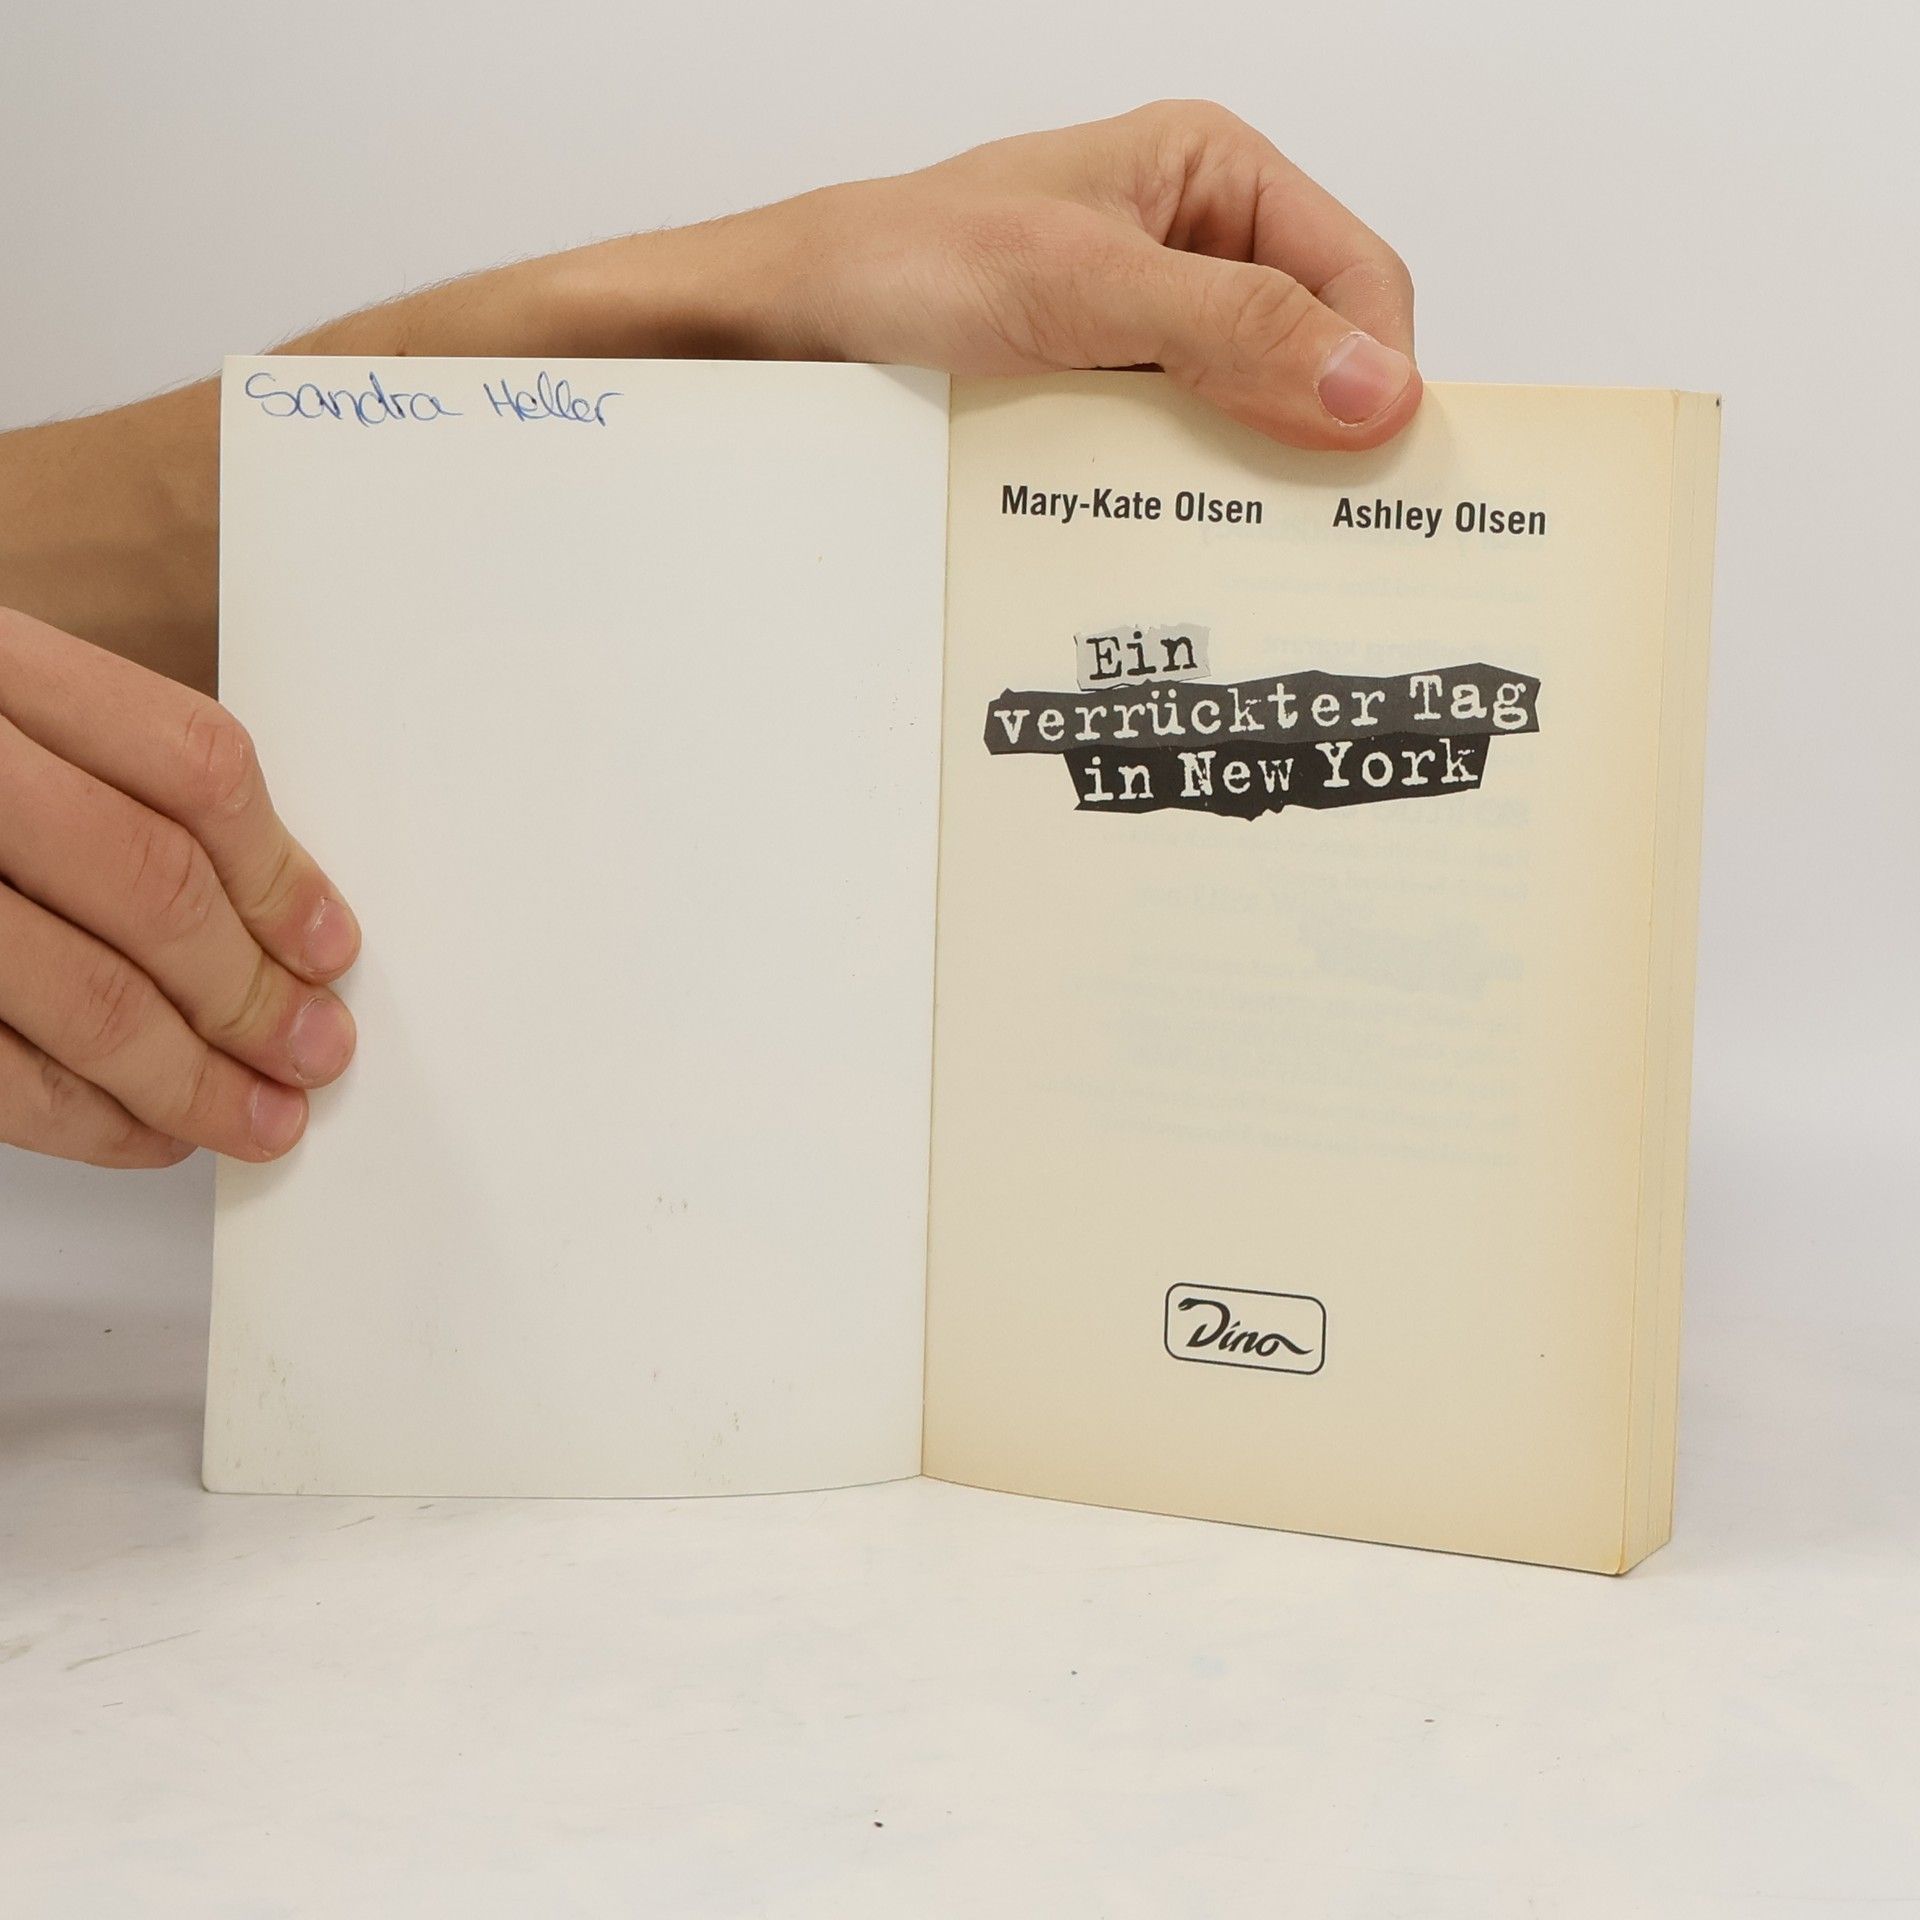 Sandra Heller
Mary-Kate Olsen Ashley Olsen
Ein
verrückter Tag
in New York
Dino